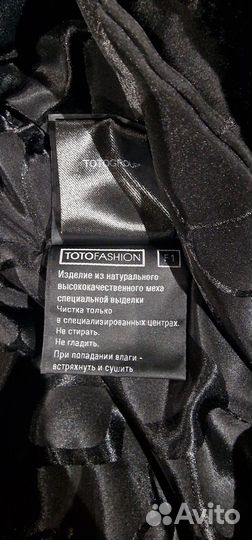 TOTOGROUP
TOTOFASHION
Изделие из натурального
высококачественного меха
специальной выделки
Чистка только
в специализированных центрах.
Не стирать.
Не гладить.
При попадании влаги -
встряхнуть и сушить
Avito